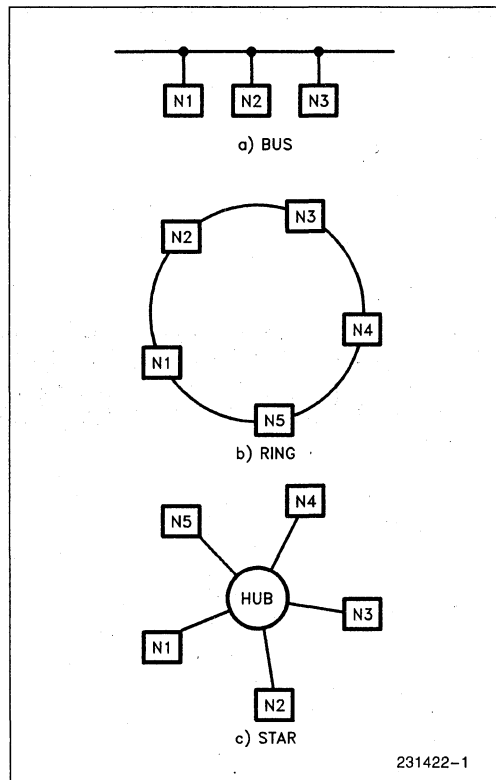 N1 N2 N3
a) BUS
N3
N2
N4
N1
N5
b) RING
N4
N5
HUB
N3
N1
N2
c) STAR
231422-1